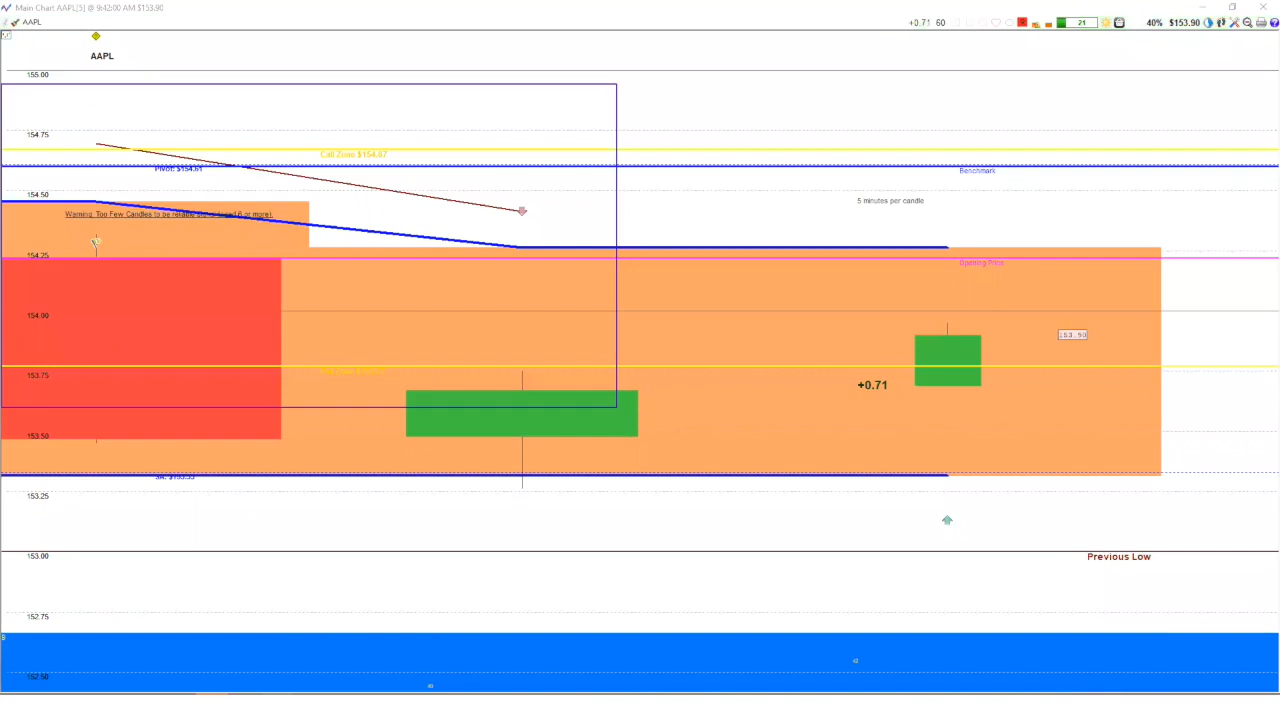 Main Chart AAPL[5] @ 9:42:00 AM $153.90
AAPL
+0.71 60
21
40% $153.90
AAPL
155.00
154.75
Call Zone $154.67
Pivot: $154.61
Benchmark
154.50
5 minutes per candle
Warning: Too Few Candles to be reliable
154.25
Opening Price
154.00
153.90
153.75
+0.71
153.50
153.25
153.00
Previous Low
152.75
152.50